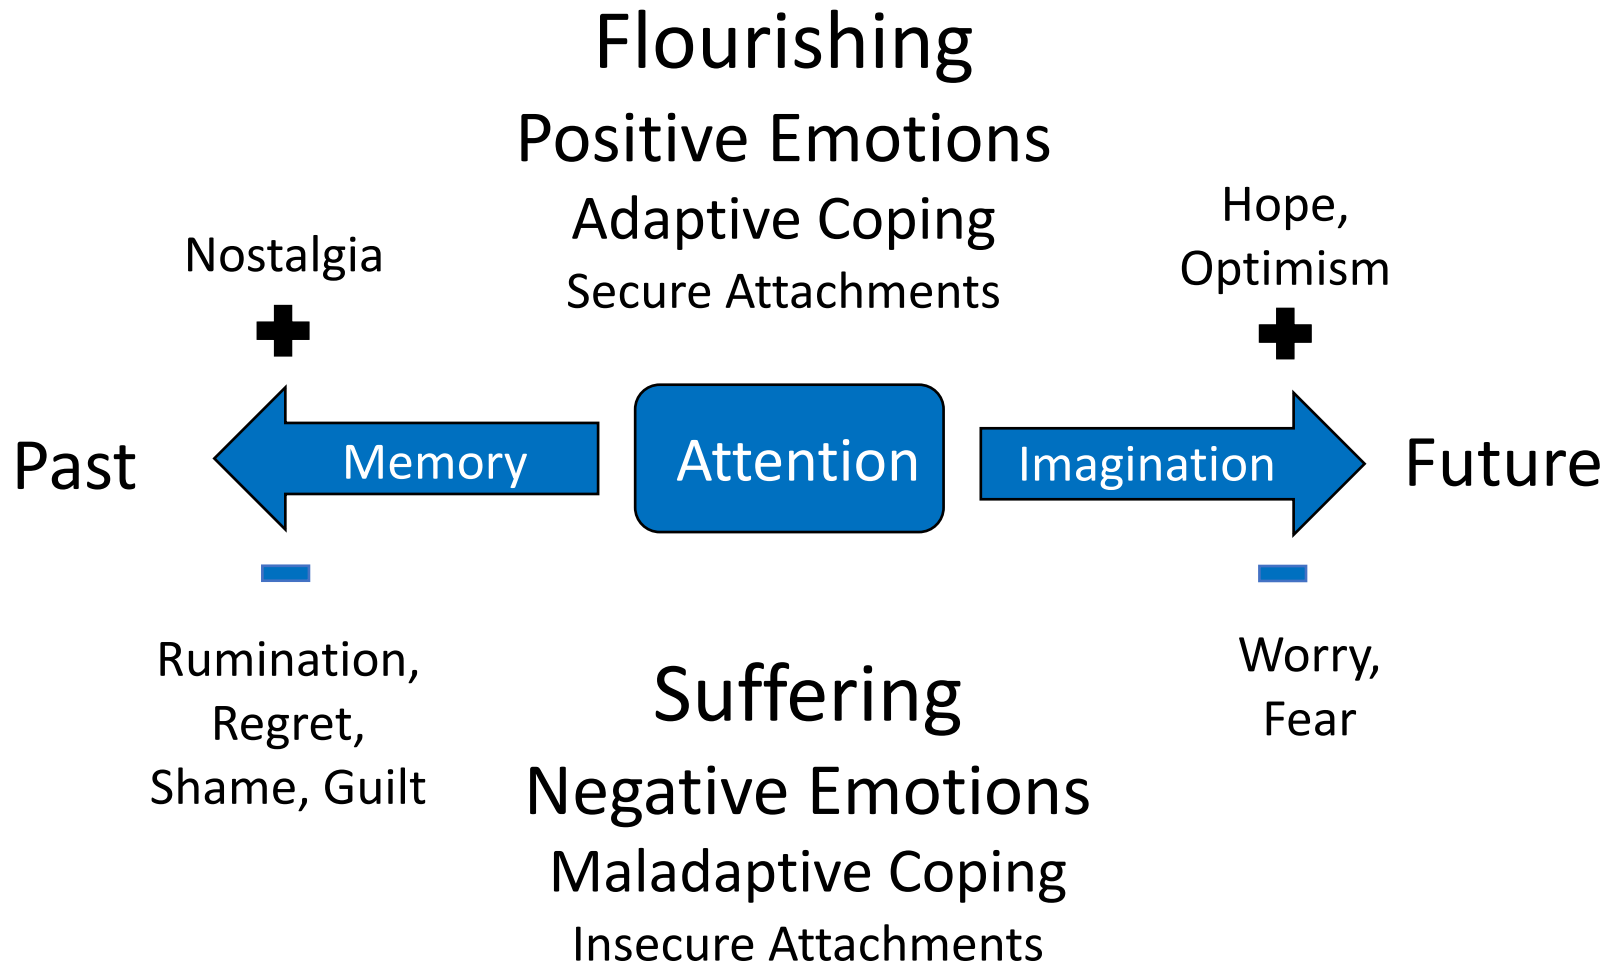 Flourishing
Positive Emotions
Adaptive Coping
Secure Attachments
Nostalgia
Hope,
Optimism
Past
Memory
Attention
Imagination
Future
Rumination,
Regret,
Shame, Guilt
Suffering
Negative Emotions
Maladaptive Coping
Insecure Attachments
Worry,
Fear